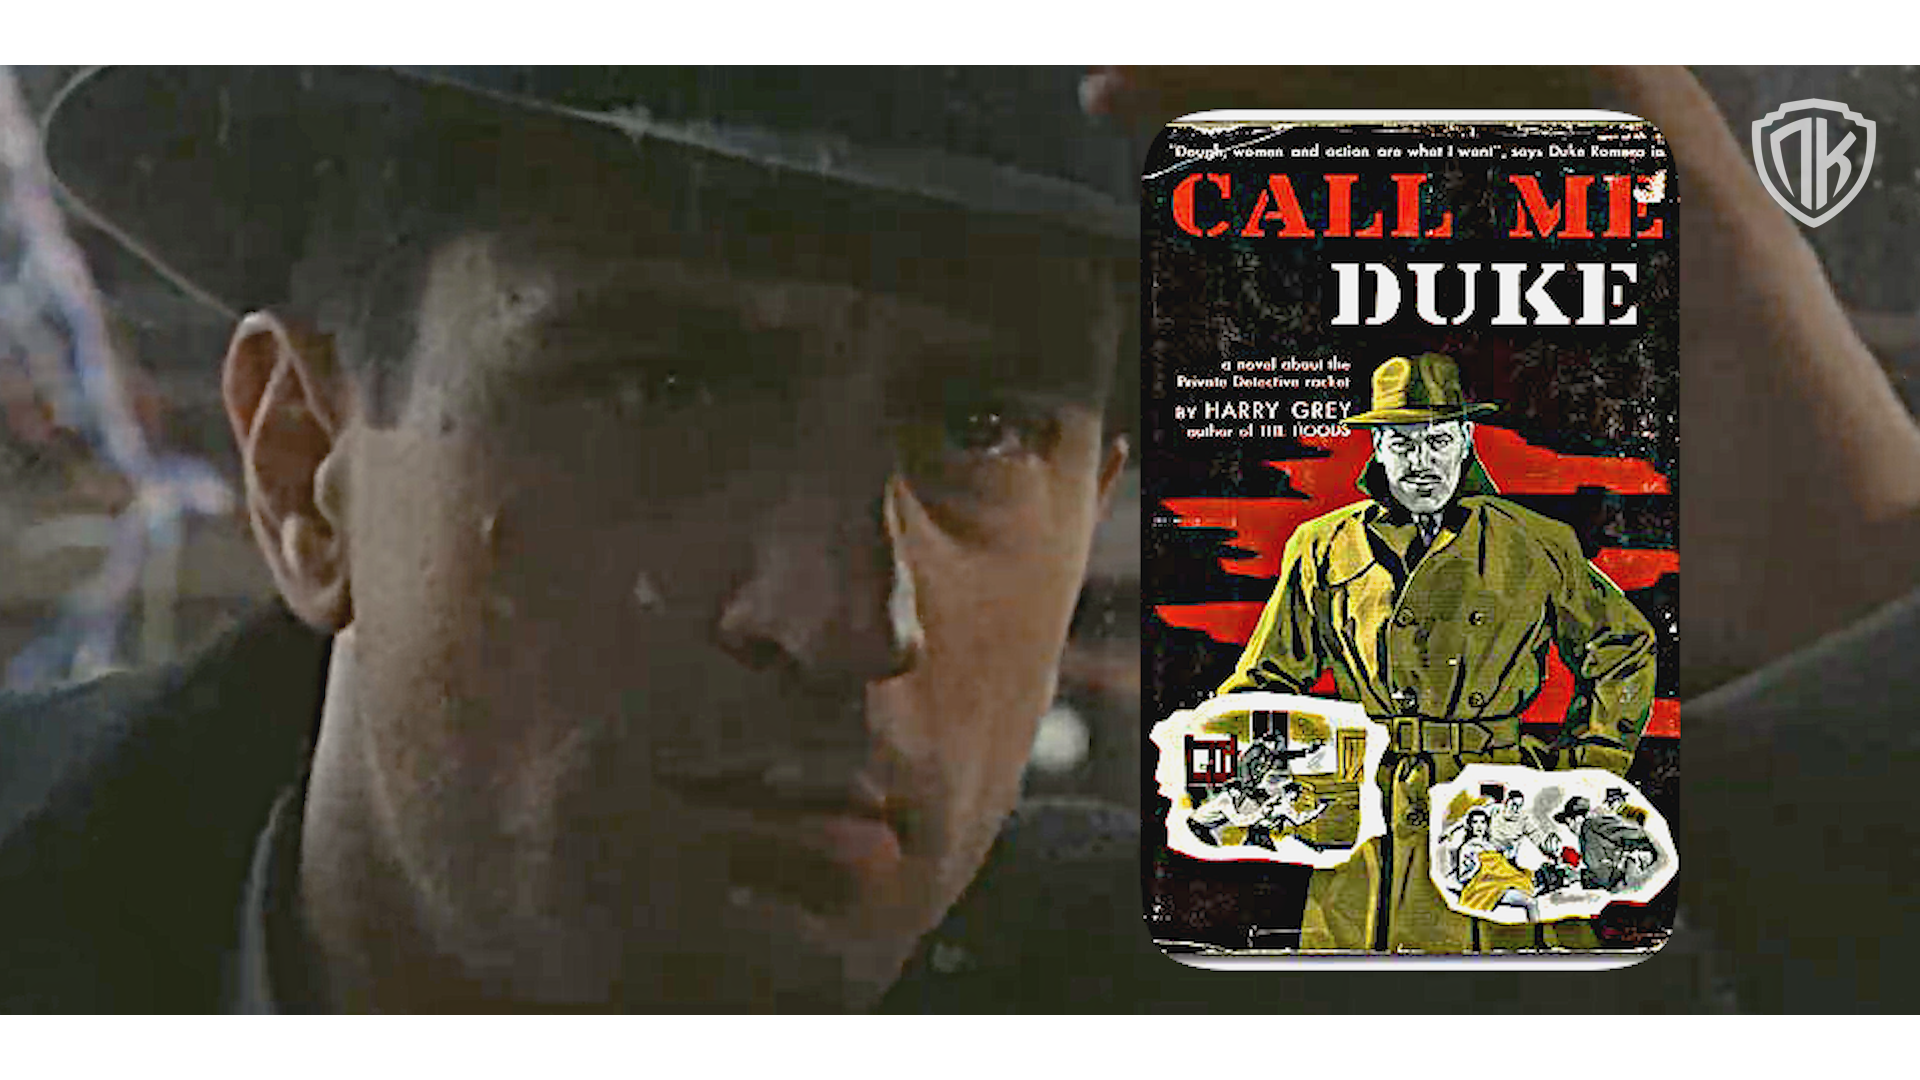 "Dough, women and action are what I want", says Duke Romero in
CALL ME
DUKE
a novel about the
Private Detective racket
BY HARRY GREY
author of THE HOODS
ПК